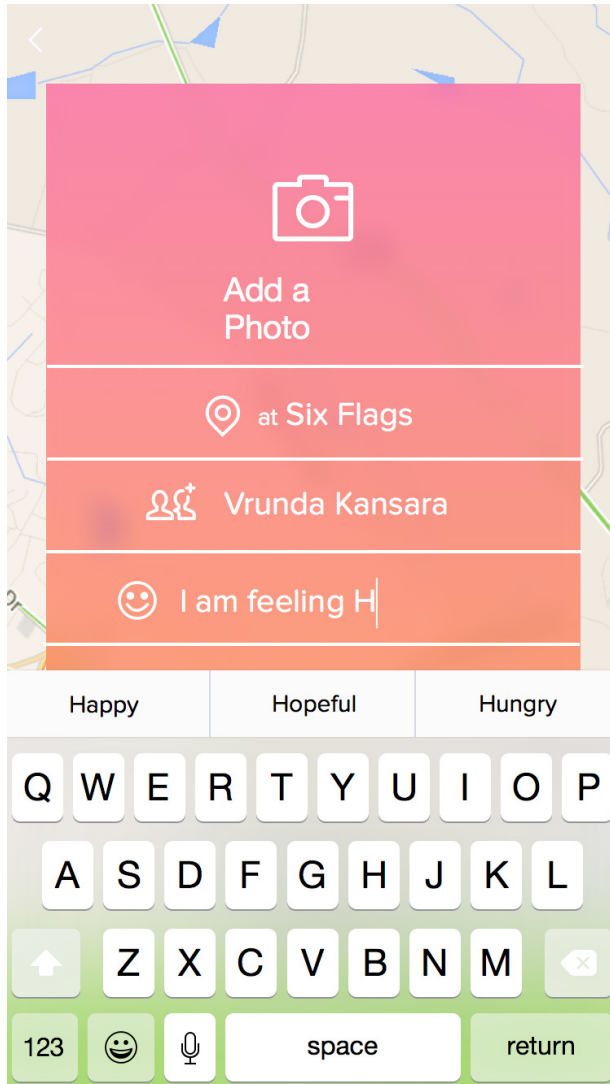 Add a
Photo
at Six Flags
Vrunda Kansara
I am feeling H
Happy Hopeful Hungry
Q W E R T Y U I O P
A S D F G H J K L
Z X C V B N M
123 space return